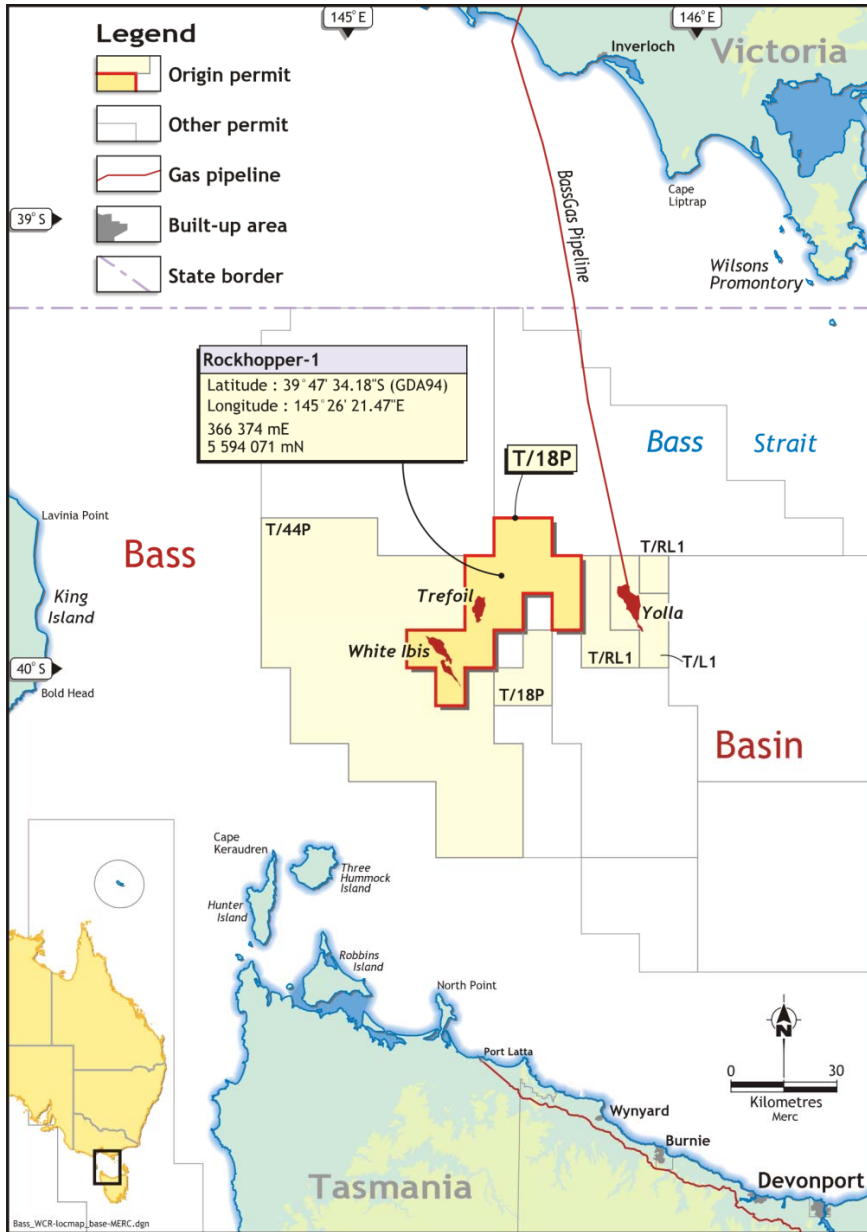 145° E
146° E
Legend
Origin permit
Other permit
Gas pipeline
Built-up area
State border
Inverloch
Victoria
Cape
Liptrap
39° S
BassGas Pipeline
Wilsons
Promontory
Rockhopper-1
Latitude : 39° 47' 34.18"S (GDA94)
Longitude : 145° 26' 21.47"E
366 374 mE
5 594 071 mN
T/18P
Bass Strait
Lavinia Point
T/44P
Bass
T/RL1
King
Island
Trefoil
Yolla
White Ibis
40° S
Bold Head
T/RL1
T/L1
T/18P
Basin
Cape
Keraudren
Three
Hummock
Island
Hunter
Island
Robbins
Island
North Point
N
Port Latta
0 30
Kilometres
Merc
Wynyard
Burnie
Tasmania
Devonport
Bass_WCR-locmap_base-MERC.dgn